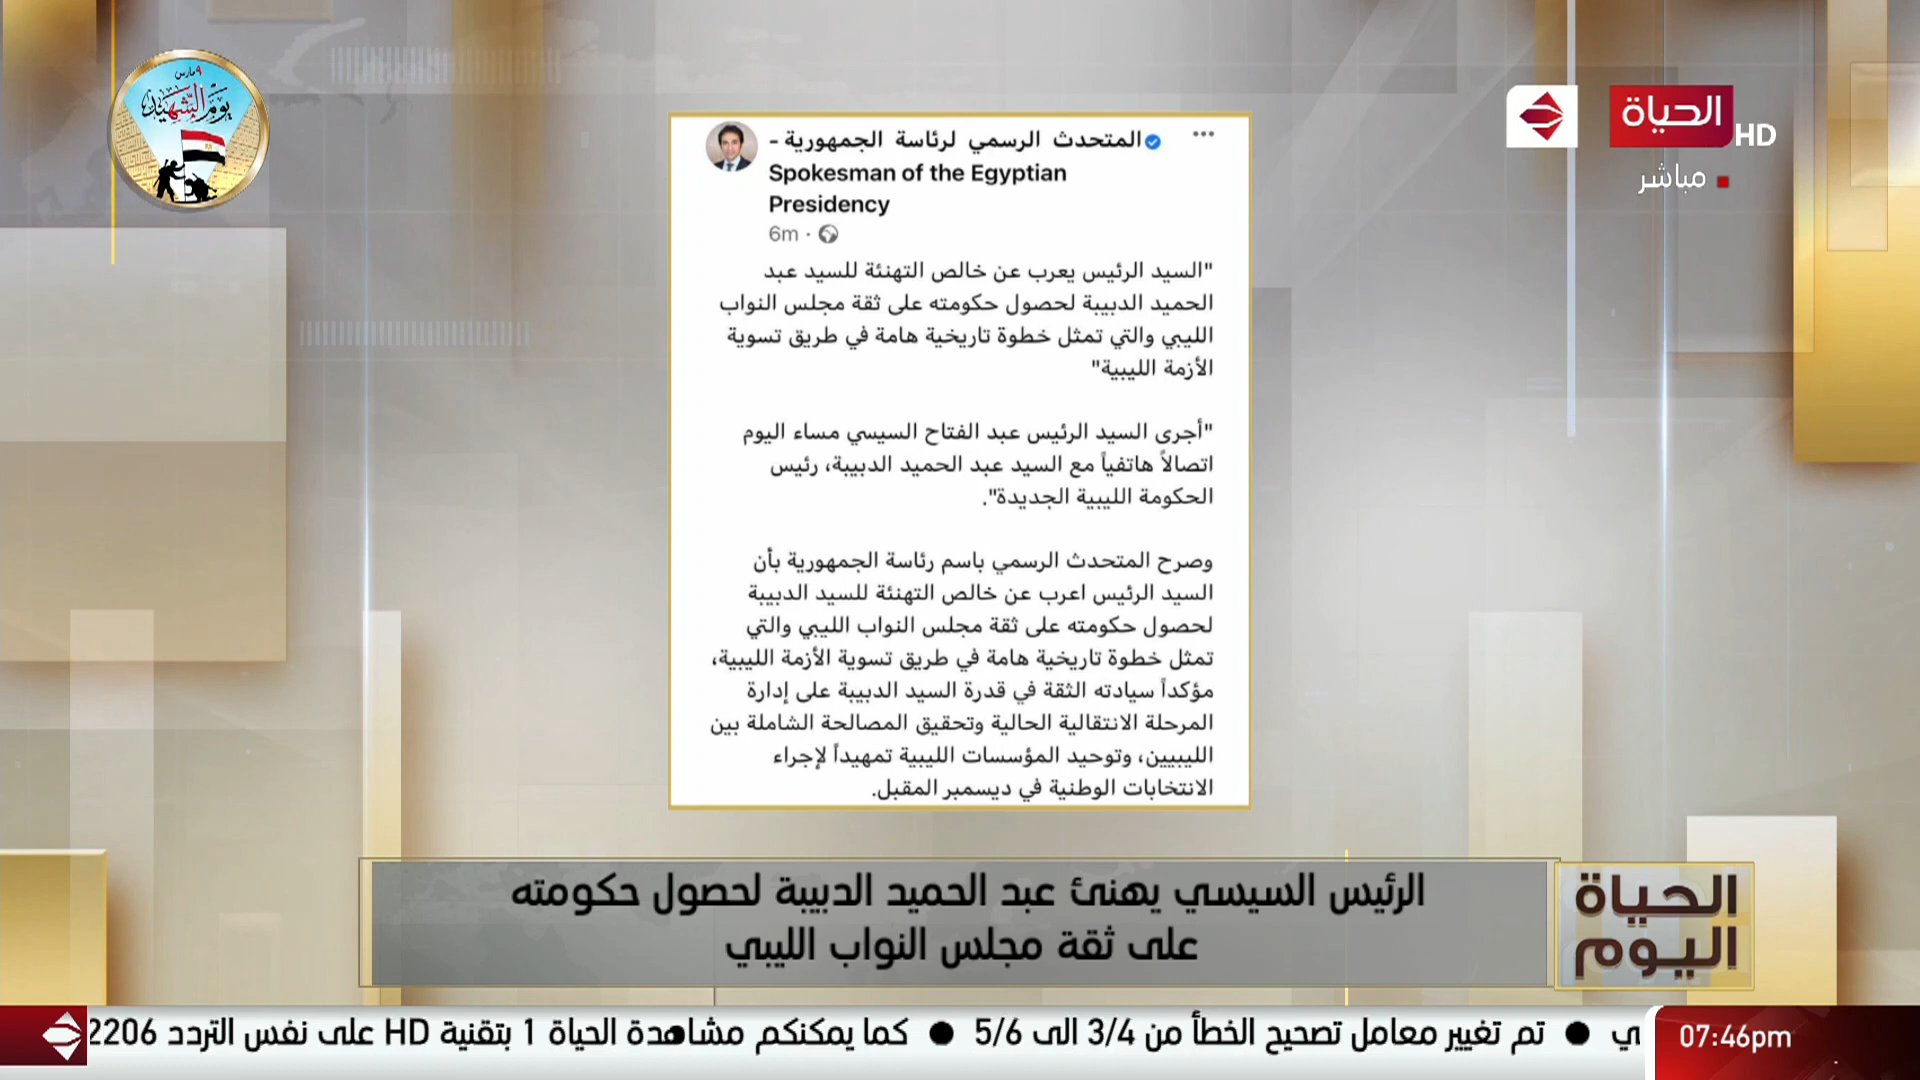 ٩ مارس
يوم الشهيد
الحياة
HD
مباشر
المتحدث الرسمي لرئاسة الجمهورية -
Spokesman of the Egyptian
Presidency
6m ·
"السيد الرئيس يعرب عن خالص التهنئة للسيد عبد
الحميد الدبيبة لحصول حكومته على ثقة مجلس النواب
الليبي والتي تمثل خطوة تاريخية هامة في طريق تسوية
الأزمة الليبية"
"أجرى السيد الرئيس عبد الفتاح السيسي مساء اليوم
اتصالاً هاتفياً مع السيد عبد الحميد الدبيبة، رئيس
الحكومة الليبية الجديدة".
وصرح المتحدث الرسمي باسم رئاسة الجمهورية بأن
السيد الرئيس اعرب عن خالص التهنئة للسيد الدبيبة
لحصول حكومته على ثقة مجلس النواب الليبي والتي
تمثل خطوة تاريخية هامة في طريق تسوية الأزمة الليبية،
مؤكداً سيادته الثقة في قدرة السيد الدبيبة على إدارة
المرحلة الانتقالية الحالية وتحقيق المصالحة الشاملة بين
الليبيين، وتوحيد المؤسسات الليبية تمهيداً لإجراء
الانتخابات الوطنية في ديسمبر المقبل.
الرئيس السيسي يهنئ عبد الحميد الدبيبة لحصول حكومته
على ثقة مجلس النواب الليبي
الحياة
اليوم
● تم تغيير معامل تصحيح الخطأ من 3/4 الى 5/6 ● كما يمكنكم مشاهدة الحياة 1 بتقنية HD على نفس التردد 2206
07:46pm